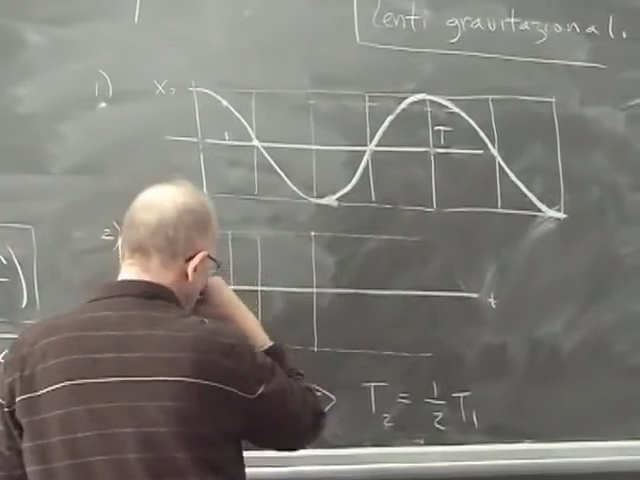 lenti gravitazionali.
1)
X₀
T
2)
t
T₂ = ½ T₁